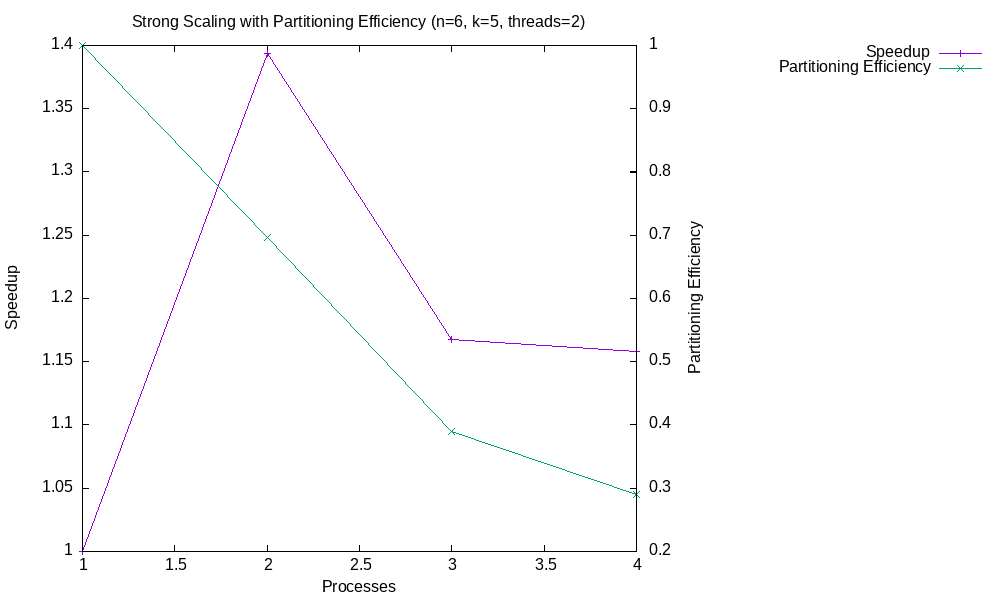 Strong Scaling with Partitioning Efficiency (n=6, k=5, threads=2)
Speedup
Partitioning Efficiency
1.4
1.35
1.3
1.25
1.2
1.15
1.1
1.05
1
Speedup
1
0.9
0.8
0.7
0.6
0.5
0.4
0.3
0.2
Partitioning Efficiency
1 1.5 2 2.5 3 3.5 4
Processes